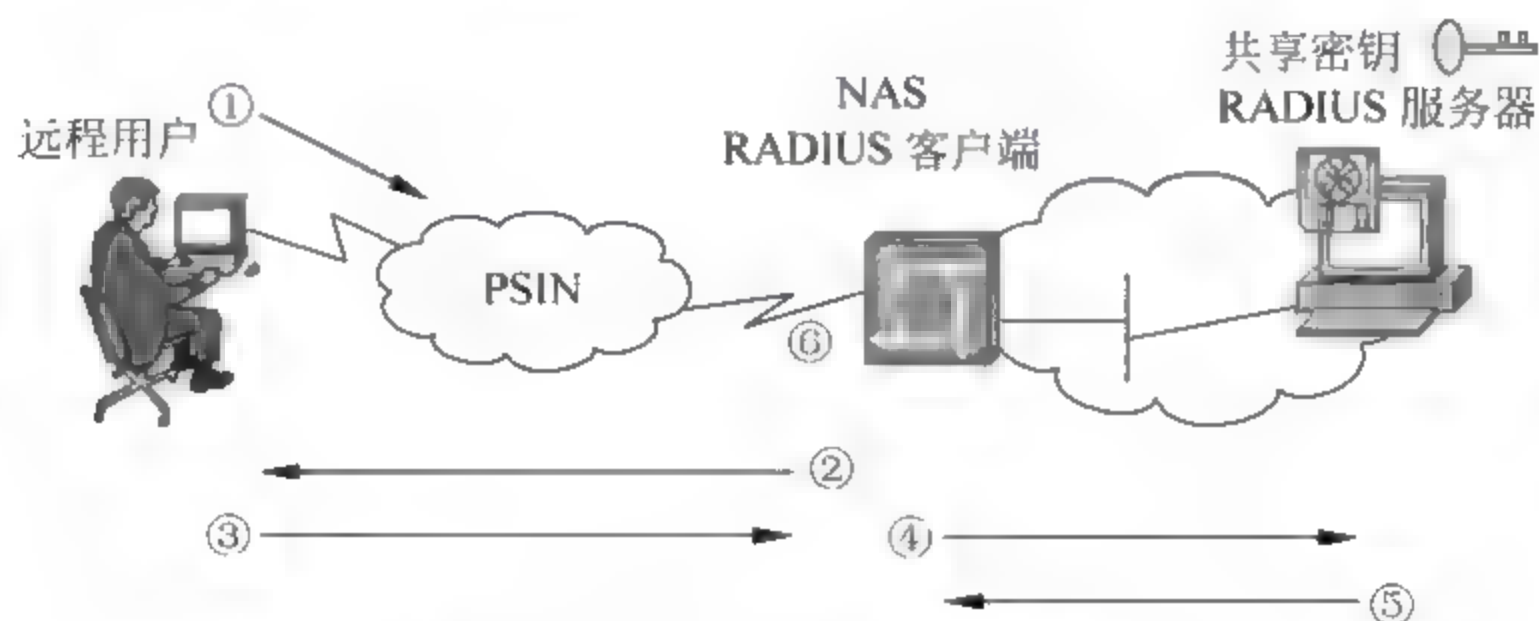 共享密钥
RADIUS 服务器
NAS
RADIUS 客户端
①
远程用户
PSIN
⑥
②
③
④
⑤